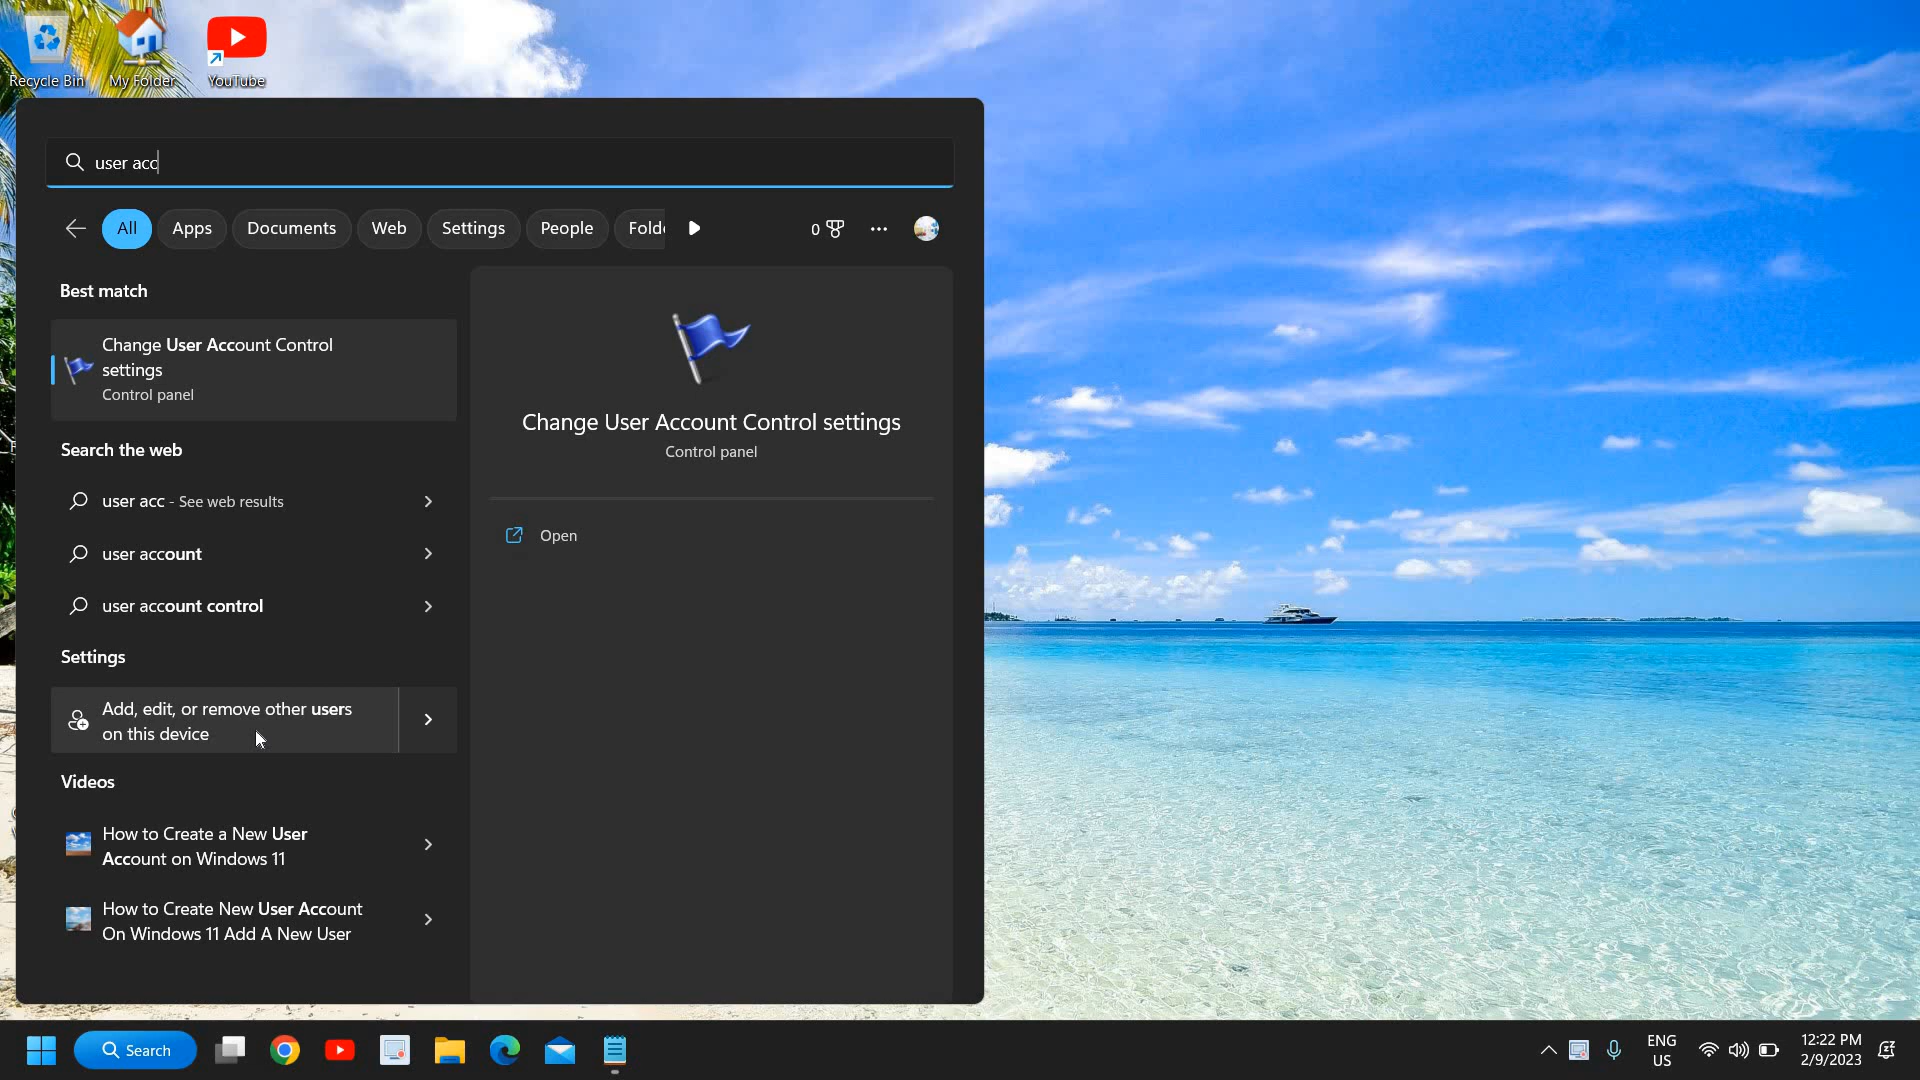 Recycle Bin
My Folder
YouTube
user acc
All
Apps
Documents
Web
Settings
People
Folde
0
Best match
Change User Account Control
settings
Control panel
Search the web
user acc - See web results
user account
user account control
Settings
Add, edit, or remove other users
on this device
Videos
How to Create a New User
Account on Windows 11
How to Create New User Account
On Windows 11 Add A New User
Change User Account Control settings
Control panel
Open
Search
ENG
US
12:22 PM
2/9/2023